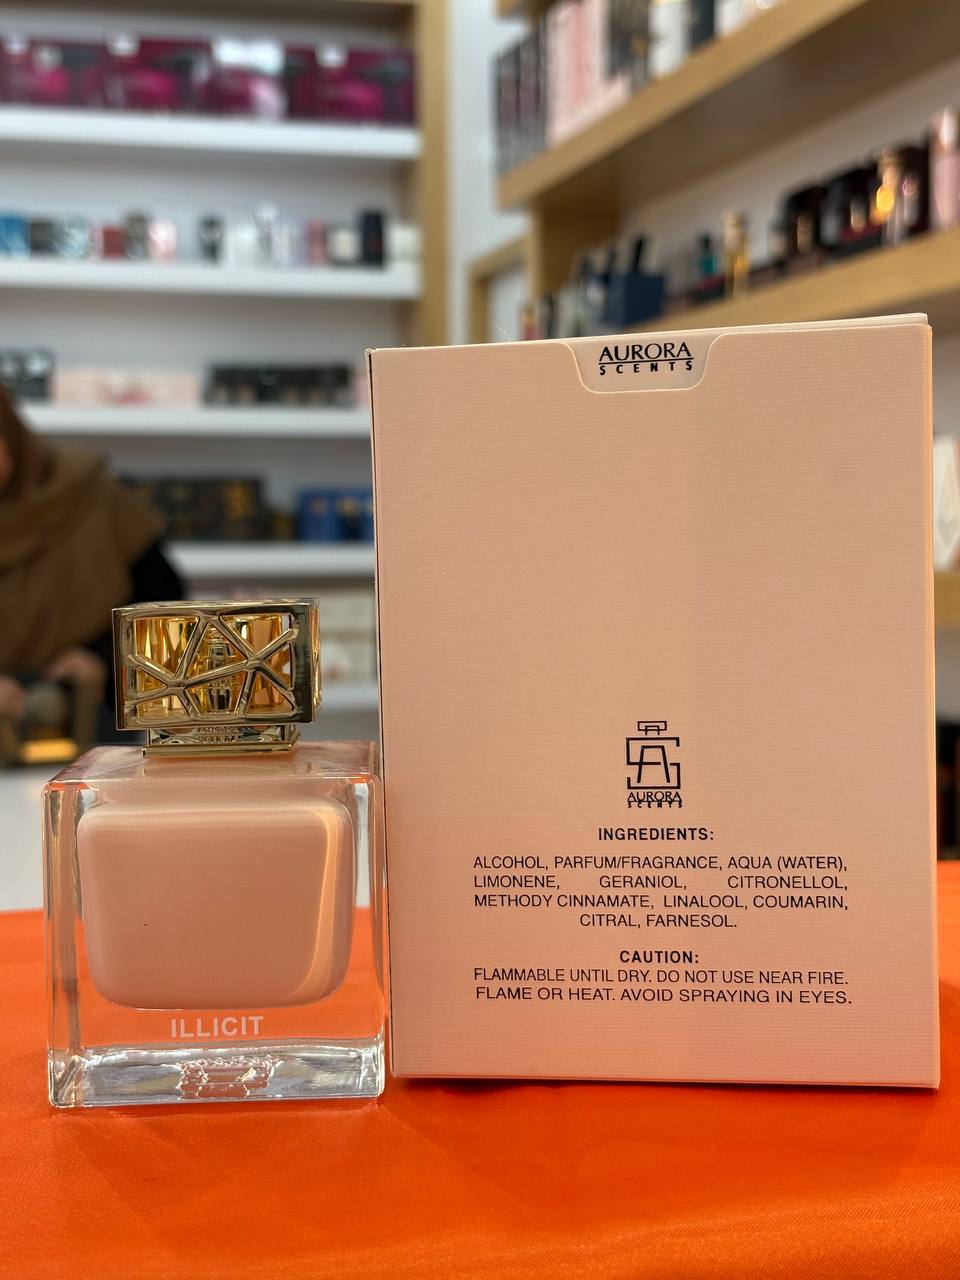 AURORA
SCENTS
AURORA
SCENTS
INGREDIENTS:
ALCOHOL, PARFUM/FRAGRANCE, AQUA (WATER),
LIMONENE, GERANIOL, CITRONELLOL,
METHODY CINNAMATE, LINALOOL, COUMARIN,
CITRAL, FARNESOL.
CAUTION:
FLAMMABLE UNTIL DRY. DO NOT USE NEAR FIRE.
FLAME OR HEAT. AVOID SPRAYING IN EYES.
ILLICIT